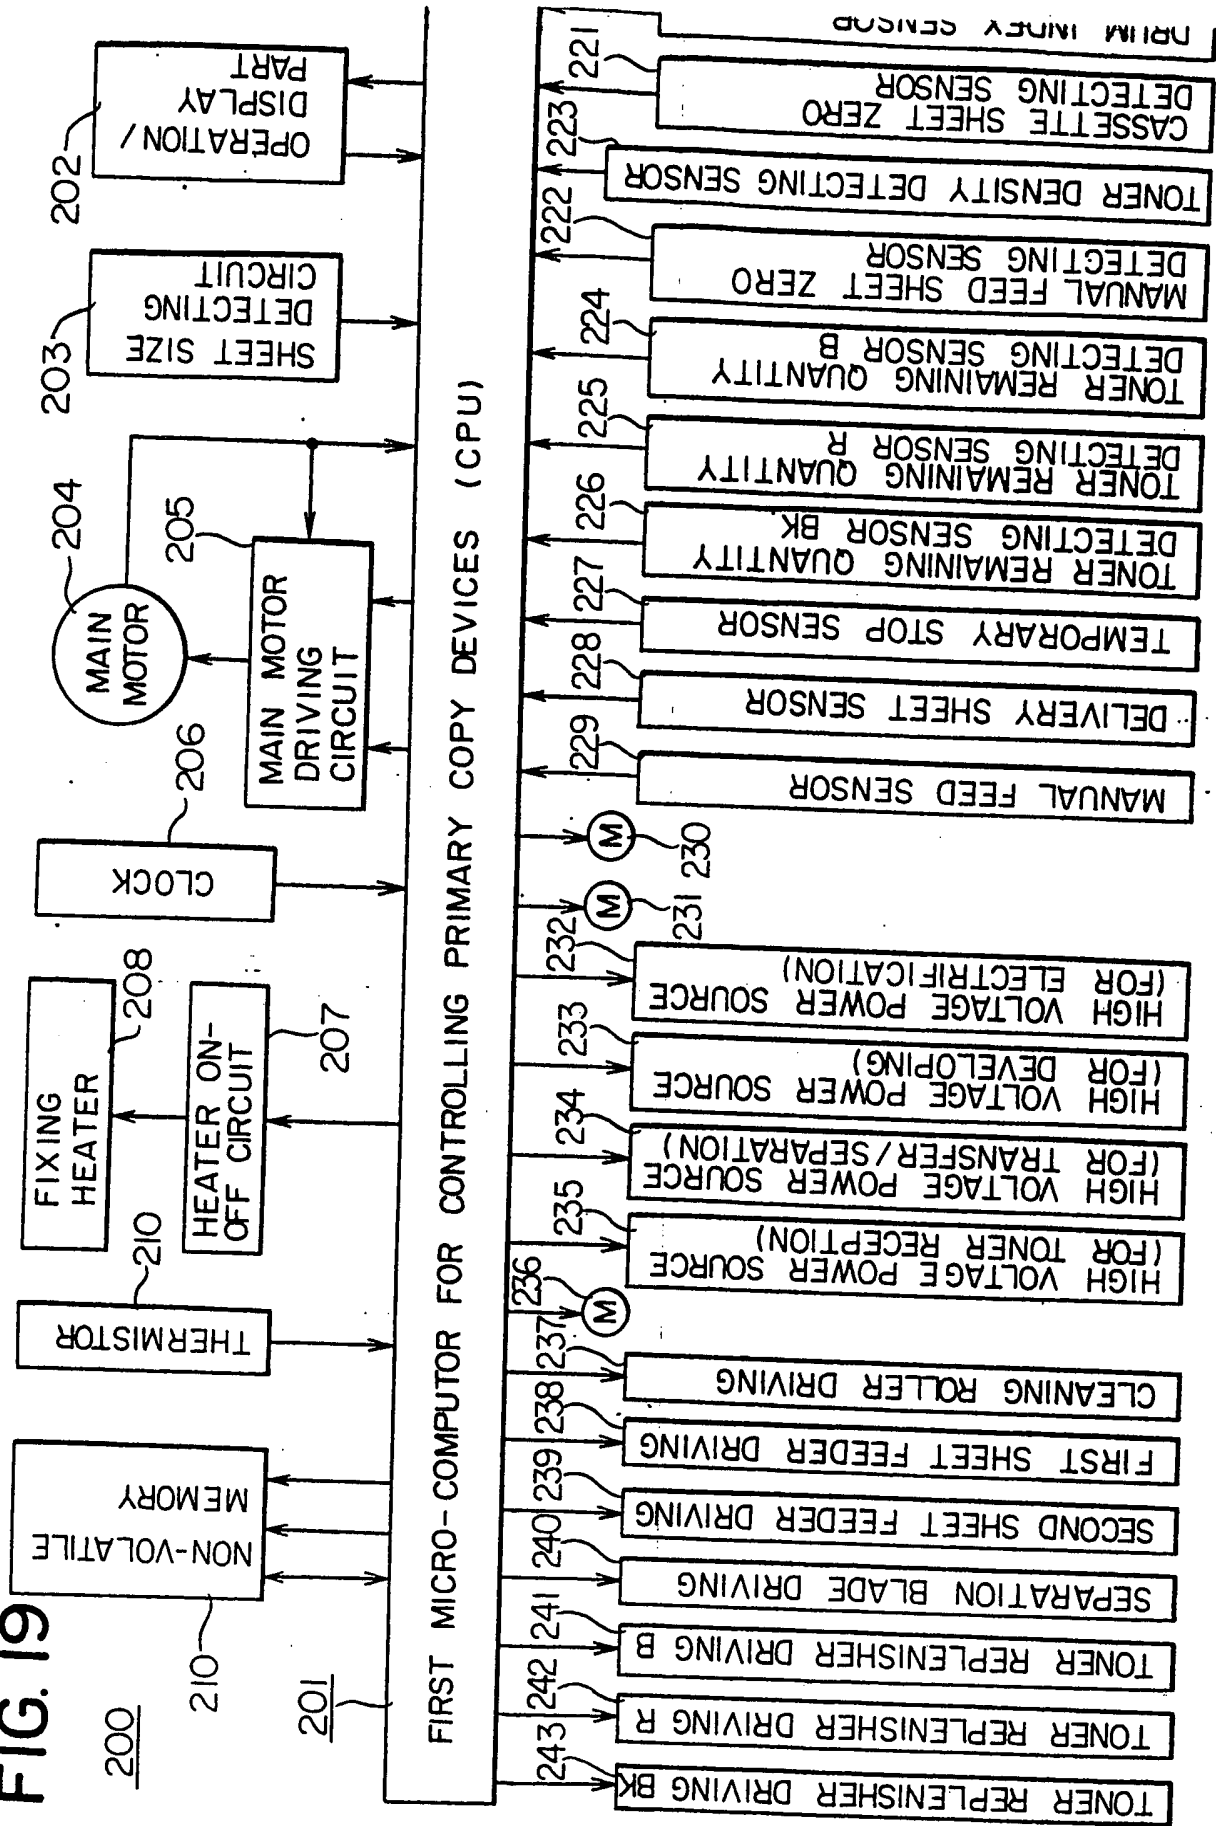 FIG. 19
200
201
NON-VOLATILE
MEMORY
210
THERMISTOR
210
FIXING
HEATER
208
HEATER ON-
OFF CIRCUIT
207
CLOCK
206
MAIN
MOTOR
204
MAIN MOTOR
DRIVING
CIRCUIT
205
SHEET SIZE
DETECTING
CIRCUIT
203
OPERATION/
DISPLAY
PART
202
FIRST MICRO-COMPUTOR FOR CONTROLLING PRIMARY COPY DEVICES (CPU)
243
TONER REPLENISHER DRIVING BK
242
TONER REPLENISHER DRIVING R
241
TONER REPLENISHER DRIVING B
240
SEPARATION BLADE DRIVING
239
SECOND SHEET FEEDER DRIVING
238
FIRST SHEET FEEDER DRIVING
237
CLEANING ROLLER DRIVING
236
M
235
HIGH VOLTAGE POWER SOURCE
(FOR TONER RECEPTION)
234
HIGH VOLTAGE POWER SOURCE
(FOR TRANSFER/SEPARATION)
233
HIGH VOLTAGE POWER SOURCE
(FOR DEVELOPING)
232
HIGH VOLTAGE POWER SOURCE
(FOR ELECTRIFICATION)
231
M
230
M
229
MANUAL FEED SENSOR
228
DELIVERY SHEET SENSOR
227
TEMPORARY STOP SENSOR
226
TONER REMAINING QUANTITY
DETECTING SENSOR BK
225
TONER REMAINING QUANTITY
DETECTING SENSOR R
224
TONER REMAINING QUANTITY
DETECTING SENSOR B
222
MANUAL FEED SHEET ZERO
DETECTING SENSOR
223
TONER DENSITY DETECTING SENSOR
221
CASSETTE SHEET ZERO
DETECTING SENSOR
DRUM INDEX SENSOR